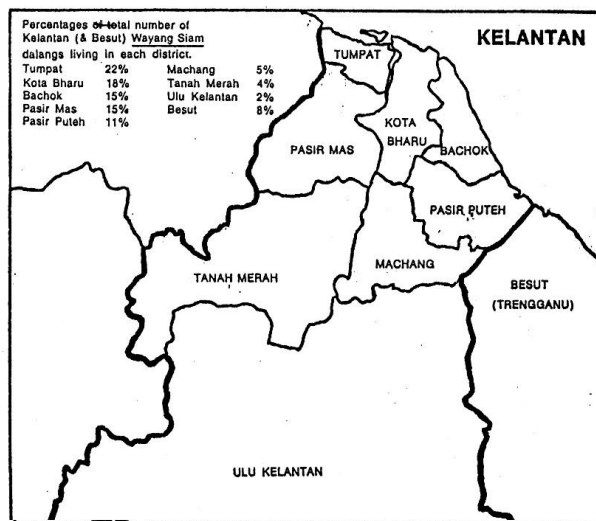 Percentages of total number of
Kelantan (& Besut) Wayang Siam
dalangs living in each district.
Tumpat 22% Machang 5%
Kota Bharu 18% Tanah Merah 4%
Bachok 15% Ulu Kelantan 2%
Pasir Mas 15% Besut 8%
Pasir Puteh 11%
KELANTAN
TUMPAT
KOTA
BHARU
BACHOK
PASIR MAS
PASIR PUTEH
TANAH MERAH
MACHANG
BESUT
(TRENGGANU)
ULU KELANTAN